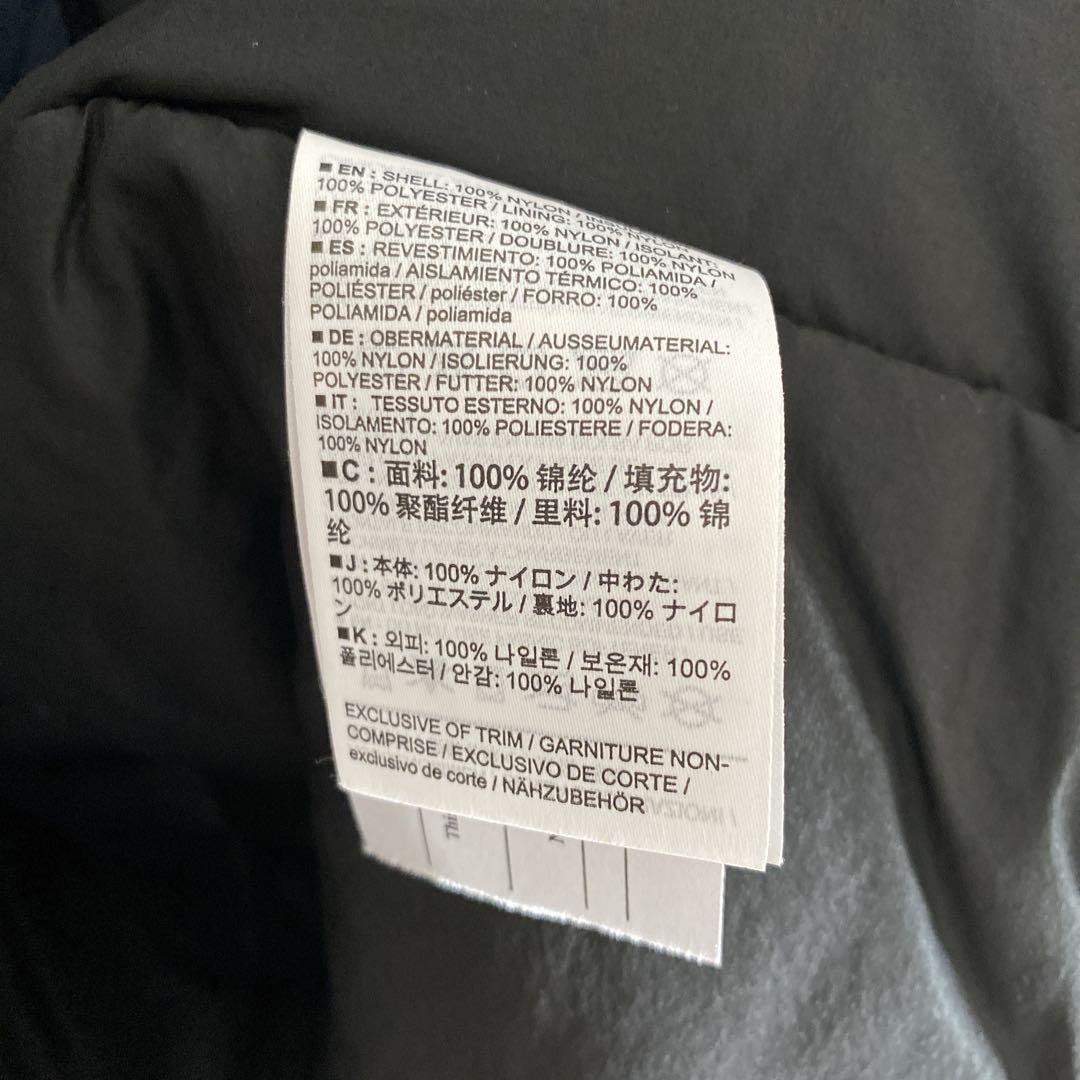 ■ EN : SHELL: 100% NYLON /
100% POLYESTER / LINING: 100% NYLON
■ FR : EXTÉRIEUR: 100% NYLON / ISOLANT:
100% POLYESTER / DOUBLURE: 100% NYLON
■ ES : REVESTIMIENTO: 100% POLIAMIDA /
poliamida / AISLAMIENTO TÉRMICO: 100%
POLIÉSTER / poliéster / FORRO: 100%
POLIAMIDA / poliamida
■ DE : OBERMATERIAL / AUSSEUMATERIAL:
100% NYLON / ISOLIERUNG: 100%
POLYESTER / FUTTER: 100% NYLON
■ IT : TESSUTO ESTERNO: 100% NYLON /
ISOLAMENTO: 100% POLIESTERE / FODERA:
100% NYLON
■C : 面料: 100% 锦纶 / 填充物:
100% 聚酯纤维 / 里料: 100% 锦
纶
■J : 本体: 100% ナイロン / 中わた:
100% ポリエステル / 裏地: 100% ナイロ
ン
■K : 외피: 100% 나일론 / 보온재: 100%
폴리에스터 / 안감: 100% 나일론
EXCLUSIVE OF TRIM / GARNITURE NON-
COMPRISE / EXCLUSIVO DE CORTE /
exclusivo de corte / NÄHZUBEHÖR